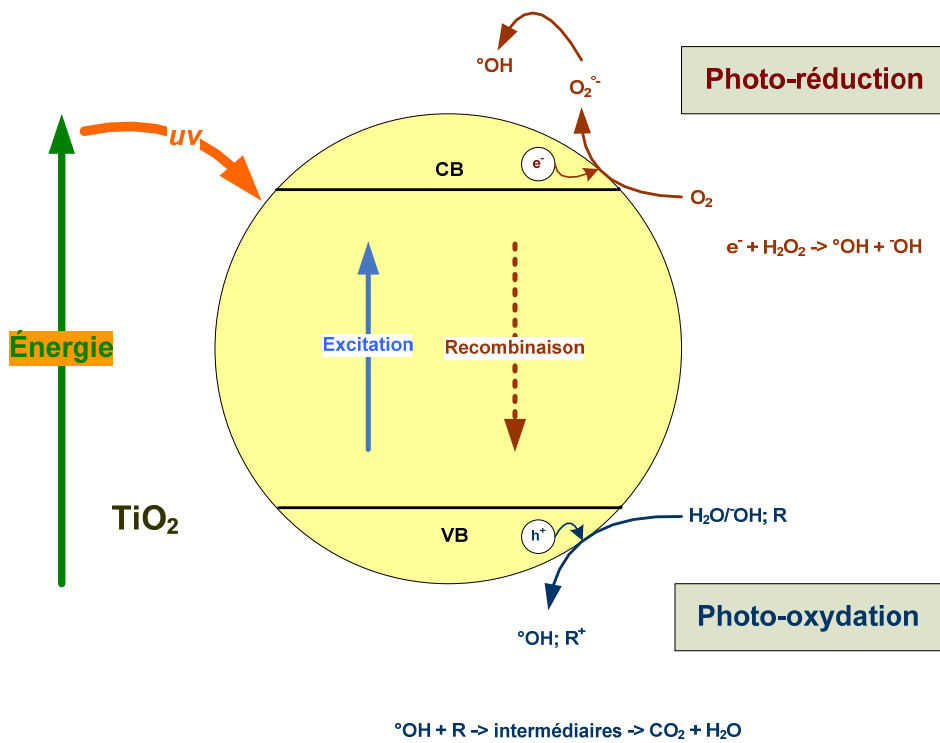 °OH
O₂°⁻
Photo-réduction
uv
CB
e⁻
O₂
e⁻ + H₂O₂ -> °OH + ⁻OH
Énergie
Excitation
Recombinaison
TiO₂
VB
h⁺
H₂O/⁻OH; R
Photo-oxydation
°OH; R⁺
°OH + R -> intermédiaires -> CO₂ + H₂O